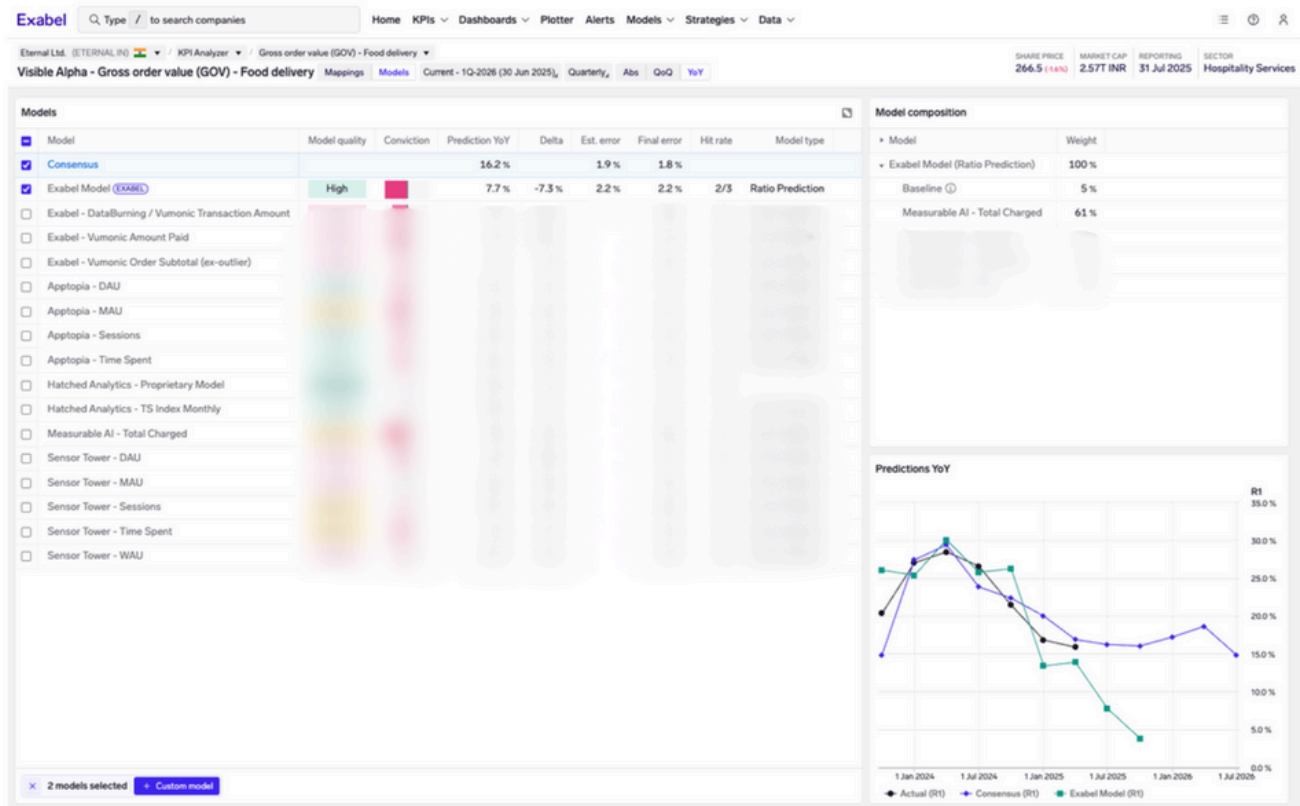 Exabel
Type / to search companies
Home KPIs Dashboards Plotter Alerts Models Strategies Data
Eternal Ltd. (ETERNAL IN) / KPI Analyzer / Gross order value (GOV) - Food delivery
Visible Alpha - Gross order value (GOV) - Food delivery Mappings Models Current - 1Q-2026 (30 Jun 2025), Quarterly, Abs QoQ YoY
SHARE PRICE MARKET CAP REPORTING SECTOR
266.5 (-1.6%) 2.57T INR 31 Jul 2025 Hospitality Services
Models
Model Model quality Conviction Prediction YoY Delta Est. error Final error Hit rate Model type
Consensus 16.2 % 1.9 % 1.8 %
Exabel Model EXABEL High 7.7 % -7.3 % 2.2 % 2.2 % 2/3 Ratio Prediction
Exabel - DataBurning / Vumonic Transaction Amount
Exabel - Vumonic Amount Paid
Exabel - Vumonic Order Subtotal (ex-outlier)
Apptopia - DAU
Apptopia - MAU
Apptopia - Sessions
Apptopia - Time Spent
Hatched Analytics - Proprietary Model
Hatched Analytics - TS Index Monthly
Measurable AI - Total Charged
Sensor Tower - DAU
Sensor Tower - MAU
Sensor Tower - Sessions
Sensor Tower - Time Spent
Sensor Tower - WAU
2 models selected + Custom model
Model composition
Model Weight
Exabel Model (Ratio Prediction) 100 %
Baseline 5 %
Measurable AI - Total Charged 61 %
Predictions YoY
R1
35.0 %
30.0 %
25.0 %
20.0 %
15.0 %
10.0 %
5.0 %
0.0 %
1 Jan 2024 1 Jul 2024 1 Jan 2025 1 Jul 2025 1 Jan 2026 1 Jul 2026
Actual (R1) Consensus (R1) Exabel Model (R1)